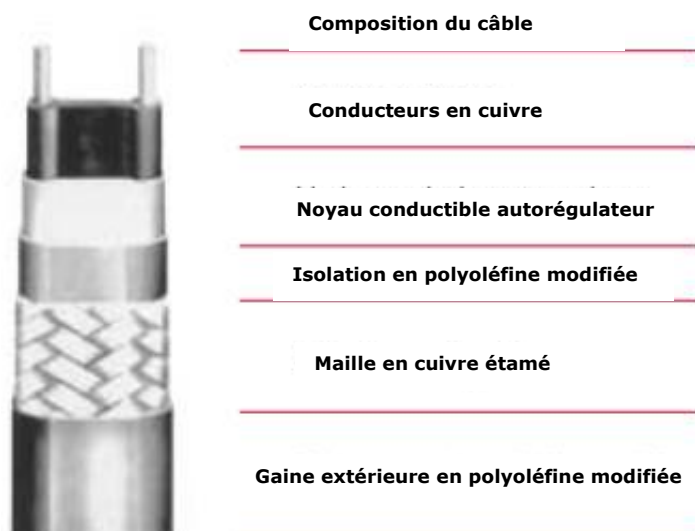 Composition du câble
Conducteurs en cuivre
Noyau conductible autorégulateur
Isolation en polyoléfine modifiée
Maille en cuivre étamé
Gaine extérieure en polyoléfine modifiée